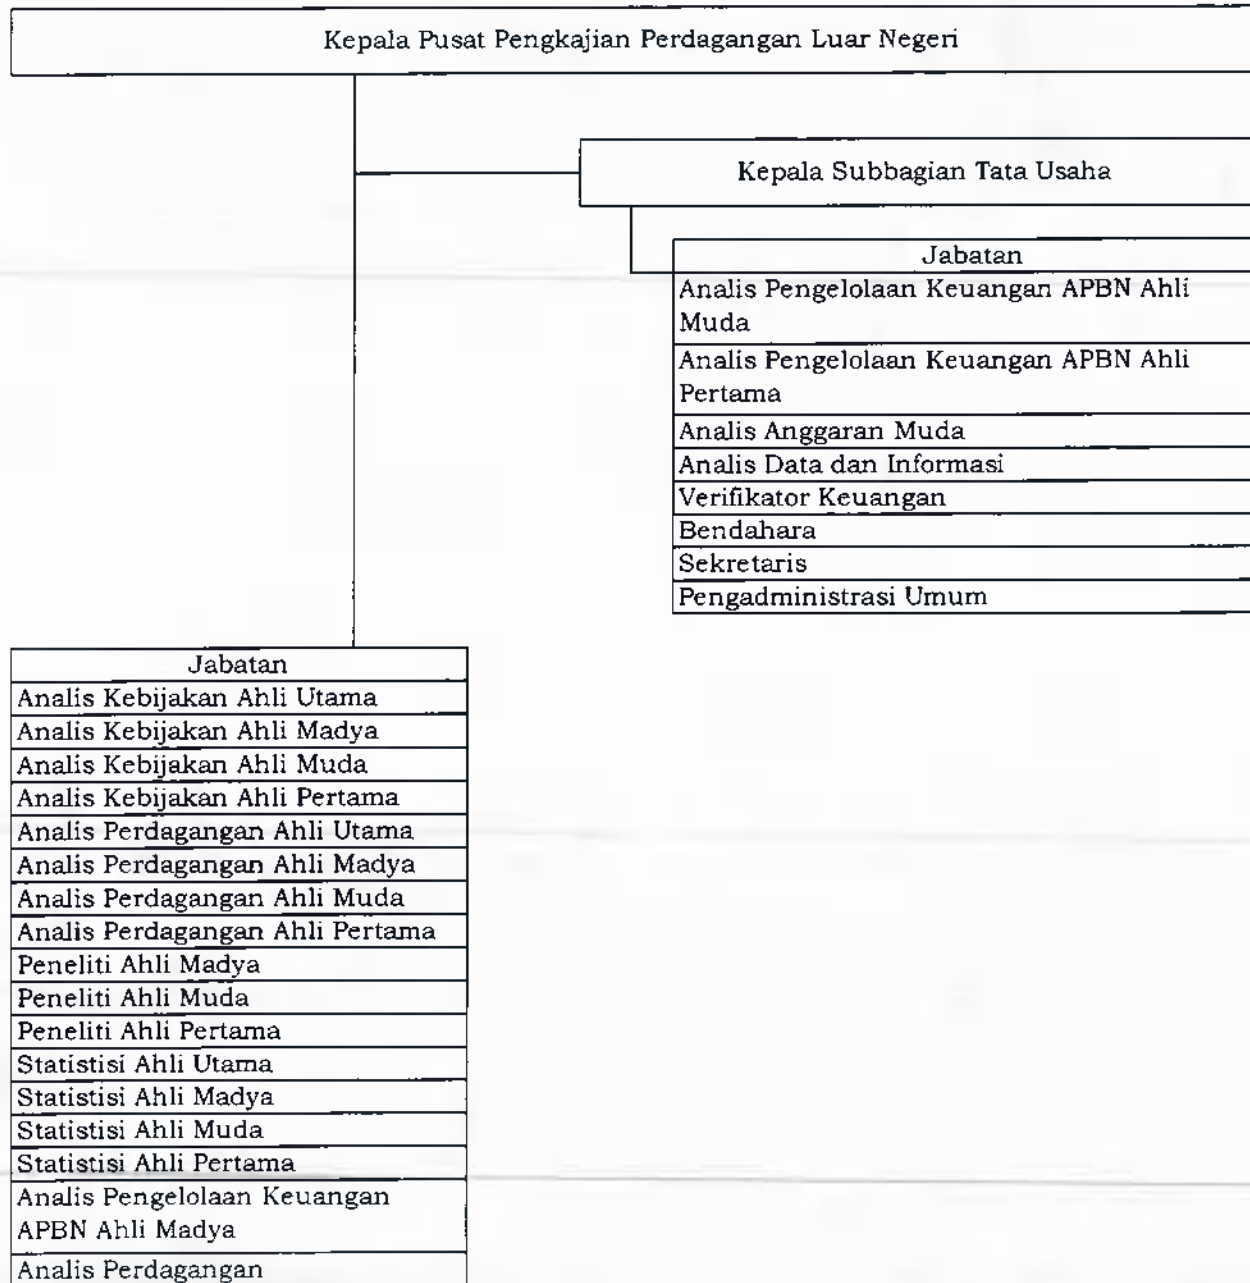 Kepala Pusat Pengkajian Perdagangan Luar Negeri
Kepala Subbagian Tata Usaha
Jabatan
Analis Pengelolaan Keuangan APBN Ahli
Muda
Analis Pengelolaan Keuangan APBN Ahli
Pertama
Analis Anggaran Muda
Analis Data dan Informasi
Verifikator Keuangan
Bendahara
Sekretaris
Pengadministrasi Umum
Jabatan
Analis Kebijakan Ahli Utama
Analis Kebijakan Ahli Madya
Analis Kebijakan Ahli Muda
Analis Kebijakan Ahli Pertama
Analis Perdagangan Ahli Utama
Analis Perdagangan Ahli Madya
Analis Perdagangan Ahli Muda
Analis Perdagangan Ahli Pertama
Peneliti Ahli Madya
Peneliti Ahli Muda
Peneliti Ahli Pertama
Statistisi Ahli Utama
Statistisi Ahli Madya
Statistisi Ahli Muda
Statistisi Ahli Pertama
Analis Pengelolaan Keuangan
APBN Ahli Madya
Analis Perdagangan